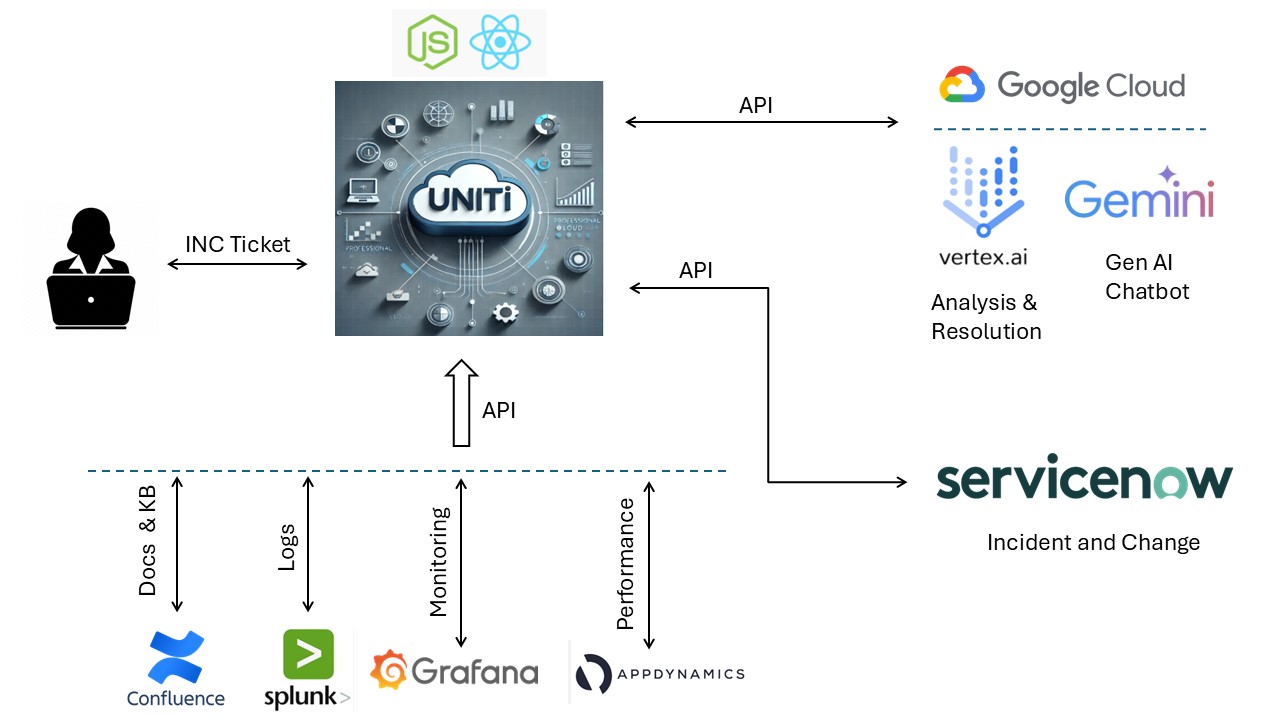 JS
API
Google Cloud
UNITi
PROFESSIONAL
PROFESSIONAL
INC Ticket
vertex.ai
Gemini
Gen AI
Chatbot
Analysis &
Resolution
API
API
Docs & KB
Logs
Monitoring
Performance
servicenow
Incident and Change
Confluence
splunk>
Grafana
APPDYNAMICS